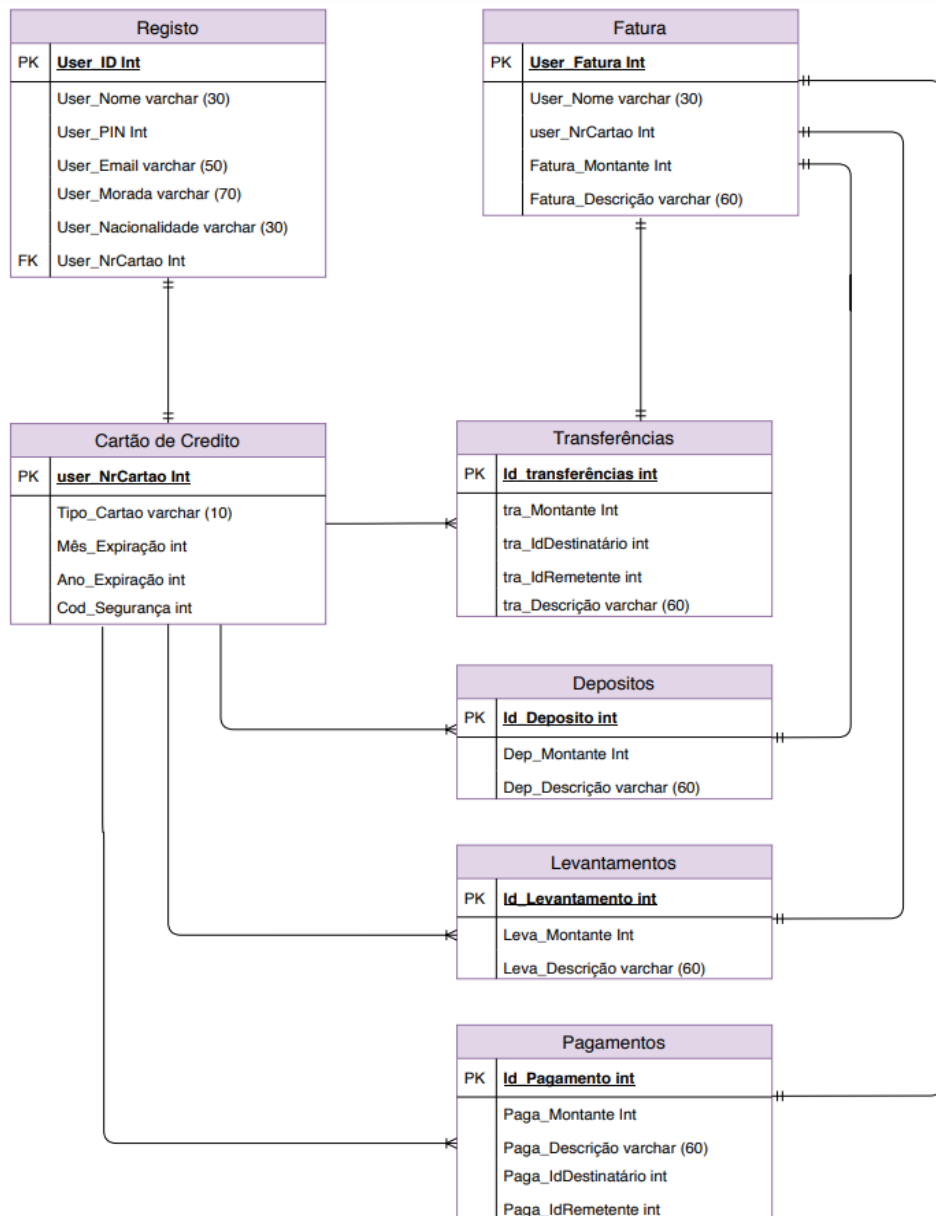 Registo
PK User_ID Int
User_Nome varchar (30)
User_PIN Int
User_Email varchar (50)
User_Morada varchar (70)
User_Nacionalidade varchar (30)
FK User_NrCartao Int
Fatura
PK User_Fatura Int
User_Nome varchar (30)
user_NrCartao Int
Fatura_Montante Int
Fatura_Descrição varchar (60)
Cartão de Credito
PK user_NrCartao Int
Tipo_Cartao varchar (10)
Mês_Expiração int
Ano_Expiração int
Cod_Segurança int
Transferências
PK Id_transferências int
tra_Montante Int
tra_IdDestinatário int
tra_IdRemetente int
tra_Descrição varchar (60)
Depositos
PK Id_Deposito int
Dep_Montante Int
Dep_Descrição varchar (60)
Levantamentos
PK Id_Levantamento int
Leva_Montante Int
Leva_Descrição varchar (60)
Pagamentos
PK Id_Pagamento int
Paga_Montante Int
Paga_Descrição varchar (60)
Paga_IdDestinatário int
Paga_IdRemetente int